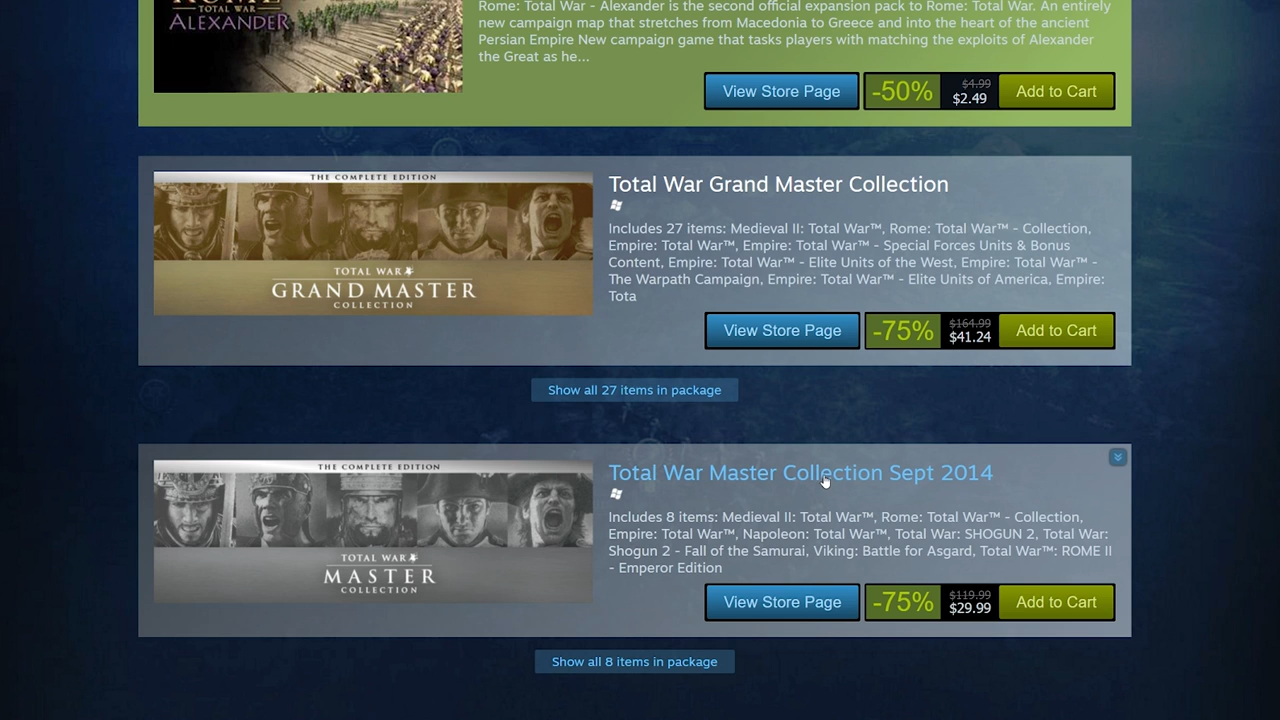 TOTAL WAR
ALEXANDER
Rome: Total War - Alexander is the second official expansion pack to Rome: Total War. An entirely
new campaign map that stretches from Macedonia to Greece and into the heart of the ancient
Persian Empire New campaign game that tasks players with matching the exploits of Alexander
the Great as he...
View Store Page
-50%
$4.99
$2.49
Add to Cart
THE COMPLETE EDITION
TOTAL WAR
GRAND MASTER
COLLECTION
Total War Grand Master Collection
Includes 27 items: Medieval II: Total War™, Rome: Total War™ - Collection,
Empire: Total War™, Empire: Total War™ - Special Forces Units & Bonus
Content, Empire: Total War™ - Elite Units of the West, Empire: Total War™ -
The Warpath Campaign, Empire: Total War™ - Elite Units of America, Empire:
Tota
View Store Page
-75%
$164.99
$41.24
Add to Cart
Show all 27 items in package
THE COMPLETE EDITION
TOTAL WAR
MASTER
COLLECTION
Total War Master Collection Sept 2014
Includes 8 items: Medieval II: Total War™, Rome: Total War™ - Collection,
Empire: Total War™, Napoleon: Total War™, Total War: SHOGUN 2, Total War:
Shogun 2 - Fall of the Samurai, Viking: Battle for Asgard, Total War™: ROME II
- Emperor Edition
View Store Page
-75%
$119.99
$29.99
Add to Cart
Show all 8 items in package